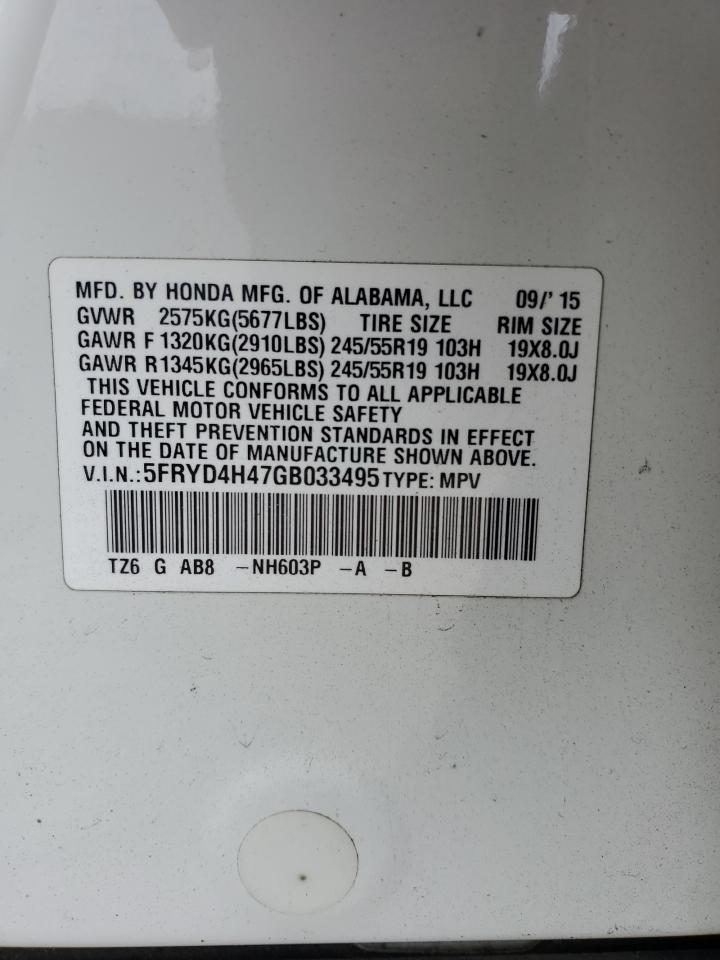 MFD. BY HONDA MFG. OF ALABAMA, LLC 09/' 15
GVWR 2575KG(5677LBS) TIRE SIZE RIM SIZE
GAWR F 1320KG(2910LBS) 245/55R19 103H 19X8.0J
GAWR R 1345KG(2965LBS) 245/55R19 103H 19X8.0J
THIS VEHICLE CONFORMS TO ALL APPLICABLE
FEDERAL MOTOR VEHICLE SAFETY
AND THEFT PREVENTION STANDARDS IN EFFECT
ON THE DATE OF MANUFACTURE SHOWN ABOVE.
V.I.N.:5FRYD4H47GB033495 TYPE: MPV
TZ6 G AB8 -NH603P -A -B